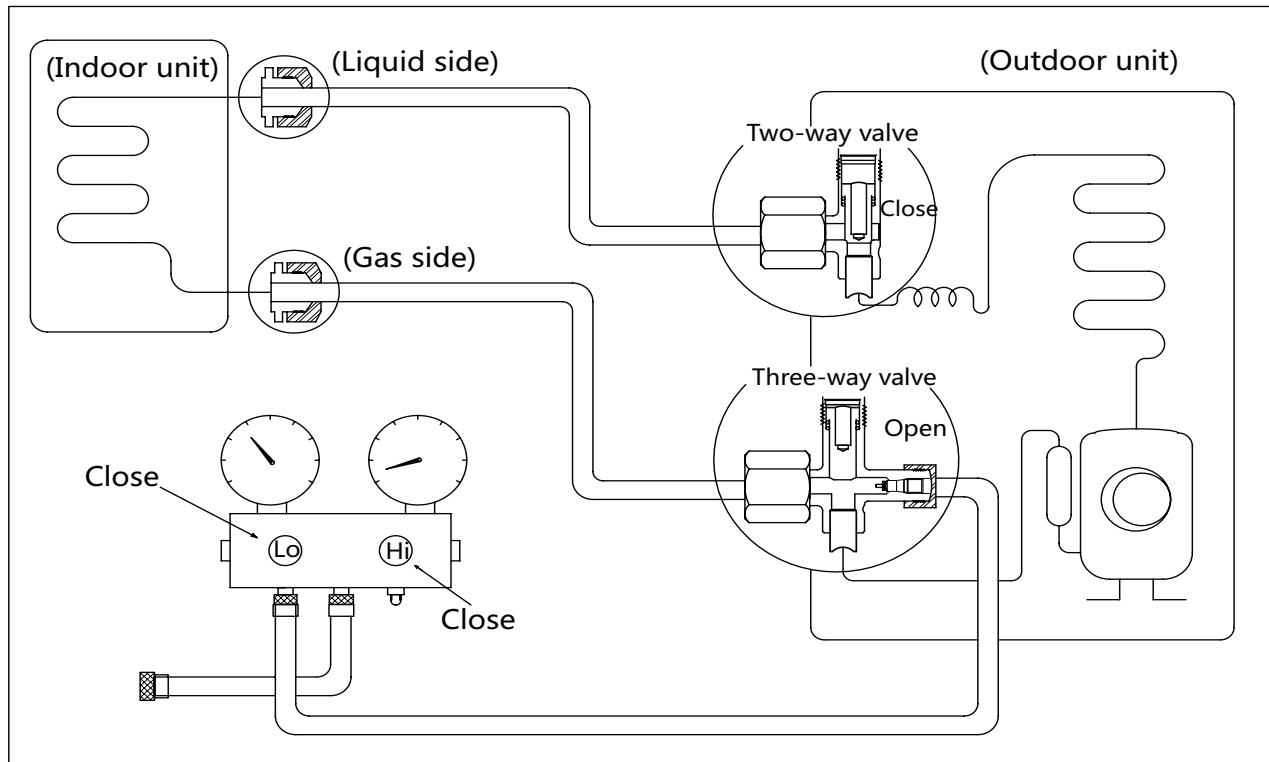 (Indoor unit)
(Liquid side)
(Outdoor unit)
Two-way valve
Close
(Gas side)
Three-way valve
Open
Close
Lo
Hi
Close